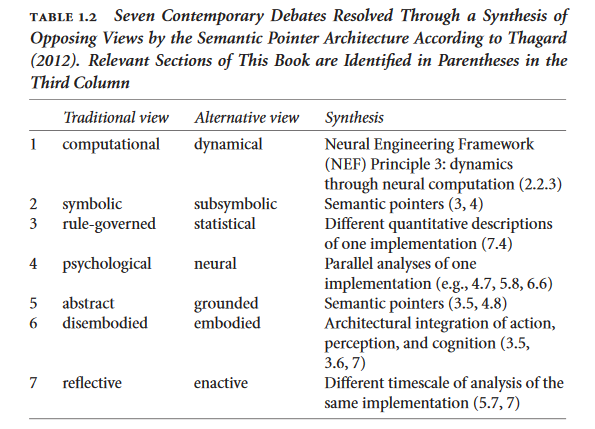 TABLE 1.2 Seven Contemporary Debates Resolved Through a Synthesis of
Opposing Views by the Semantic Pointer Architecture According to Thagard
(2012). Relevant Sections of This Book are Identified in Parentheses in the
Third Column
Traditional view Alternative view Synthesis
1 computational dynamical Neural Engineering Framework
(NEF) Principle 3: dynamics
through neural computation (2.2.3)
2 symbolic subsymbolic Semantic pointers (3, 4)
3 rule-governed statistical Different quantitative descriptions
of one implementation (7.4)
4 psychological neural Parallel analyses of one
implementation (e.g., 4.7, 5.8, 6.6)
5 abstract grounded Semantic pointers (3.5, 4.8)
6 disembodied embodied Architectural integration of action,
perception, and cognition (3.5,
3.6, 7)
7 reflective enactive Different timescale of analysis of the
same implementation (5.7, 7)